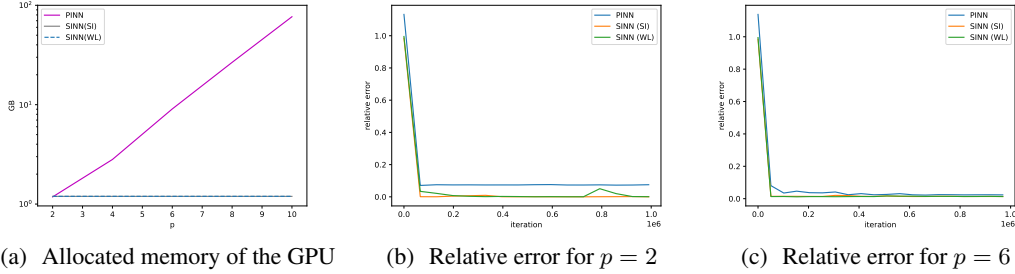 10²
10¹
10⁰
GB
2 3 4 5 6 7 8 9 10
p
PINN
SINN(SI)
SINN(WL)
(a) Allocated memory of the GPU
1.0
0.8
0.6
0.4
0.2
0.0
relative error
0.0 0.2 0.4 0.6 0.8 1.0
1e6
iteration
PINN
SINN (SI)
SINN (WL)
(b) Relative error for p = 2
1.0
0.8
0.6
0.4
0.2
0.0
relative error
0.0 0.2 0.4 0.6 0.8 1.0
1e6
iteration
PINN
SINN (SI)
SINN (WL)
(c) Relative error for p = 6